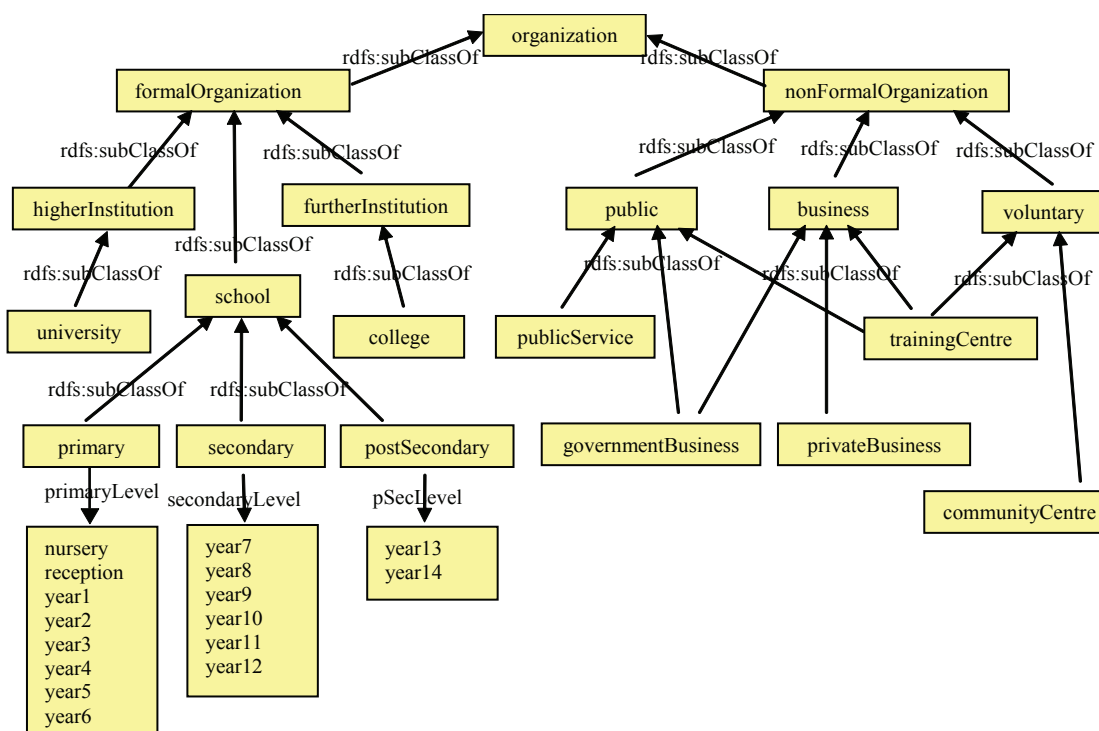 organization
rdfs:subClassOf
rdfs:subClassOf
formalOrganization
nonFormalOrganization
rdfs:subClassOf
rdfs:subClassOf
rdfs:subClassOf
rdfs:subClassOf
rdfs:subClassOf
higherInstitution
furtherInstitution
public
business
voluntary
rdfs:subClassOf
rdfs:subClassOf
rdfs:subClassOf
rdfs:subClassOf
rdfs:subClassOf
rdfs:subClassOf
school
university
college
publicService
trainingCentre
rdfs:subClassOf
rdfs:subClassOf
primary
secondary
postSecondary
governmentBusiness
privateBusiness
primaryLevel
secondaryLevel
pSecLevel
communityCentre
nursery
reception
year1
year2
year3
year4
year5
year6
year7
year8
year9
year10
year11
year12
year13
year14